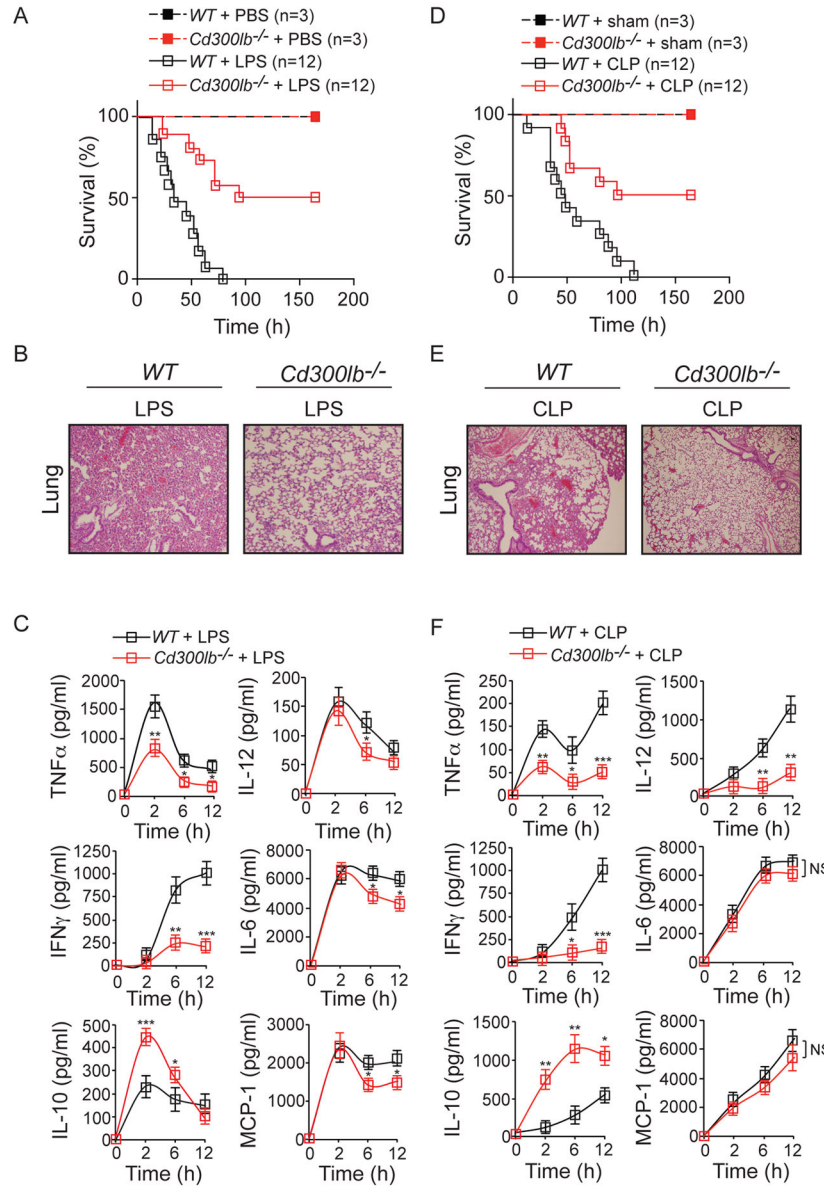 A
WT + PBS (n=3)
Cd300lb-/- + PBS (n=3)
WT + LPS (n=12)
Cd300lb-/- + LPS (n=12)
100
50
0
Survival (%)
0 50 100 150 200
Time (h)
D
WT + sham (n=3)
Cd300lb-/- + sham (n=3)
WT + CLP (n=12)
Cd300lb-/- + CLP (n=12)
100
50
0
Survival (%)
0 50 100 150 200
Time (h)
B
WT Cd300lb-/-
LPS LPS
Lung
E
WT Cd300lb-/-
CLP CLP
Lung
C
WT + LPS
Cd300lb-/- + LPS
TNFα (pg/ml)
2000
1500
1000
500
0
** * *
0 2 6 12
Time (h)
IL-12 (pg/ml)
200
150
100
50
0
*
0 2 6 12
Time (h)
IFNγ (pg/ml)
1250
1000
750
500
250
0
** ***
0 2 6 12
Time (h)
IL-6 (pg/ml)
8000
6000
4000
2000
0
* *
0 2 6 12
Time (h)
IL-10 (pg/ml)
500
400
300
200
100
0
*** *
0 2 6 12
Time (h)
MCP-1 (pg/ml)
3000
2000
1000
0
* *
0 2 6 12
Time (h)
F
WT + CLP
Cd300lb-/- + CLP
TNFα (pg/ml)
250
200
150
100
50
0
** * ***
0 2 6 12
Time (h)
IL-12 (pg/ml)
1500
1000
500
0
** **
0 2 6 12
Time (h)
IFNγ (pg/ml)
1250
1000
750
500
250
0
* ***
0 2 6 12
Time (h)
IL-6 (pg/ml)
8000
6000
4000
2000
0
NS
0 2 6 12
Time (h)
IL-10 (pg/ml)
1500
1000
500
0
** ** *
0 2 6 12
Time (h)
MCP-1 (pg/ml)
8000
6000
4000
2000
0
NS
0 2 6 12
Time (h)